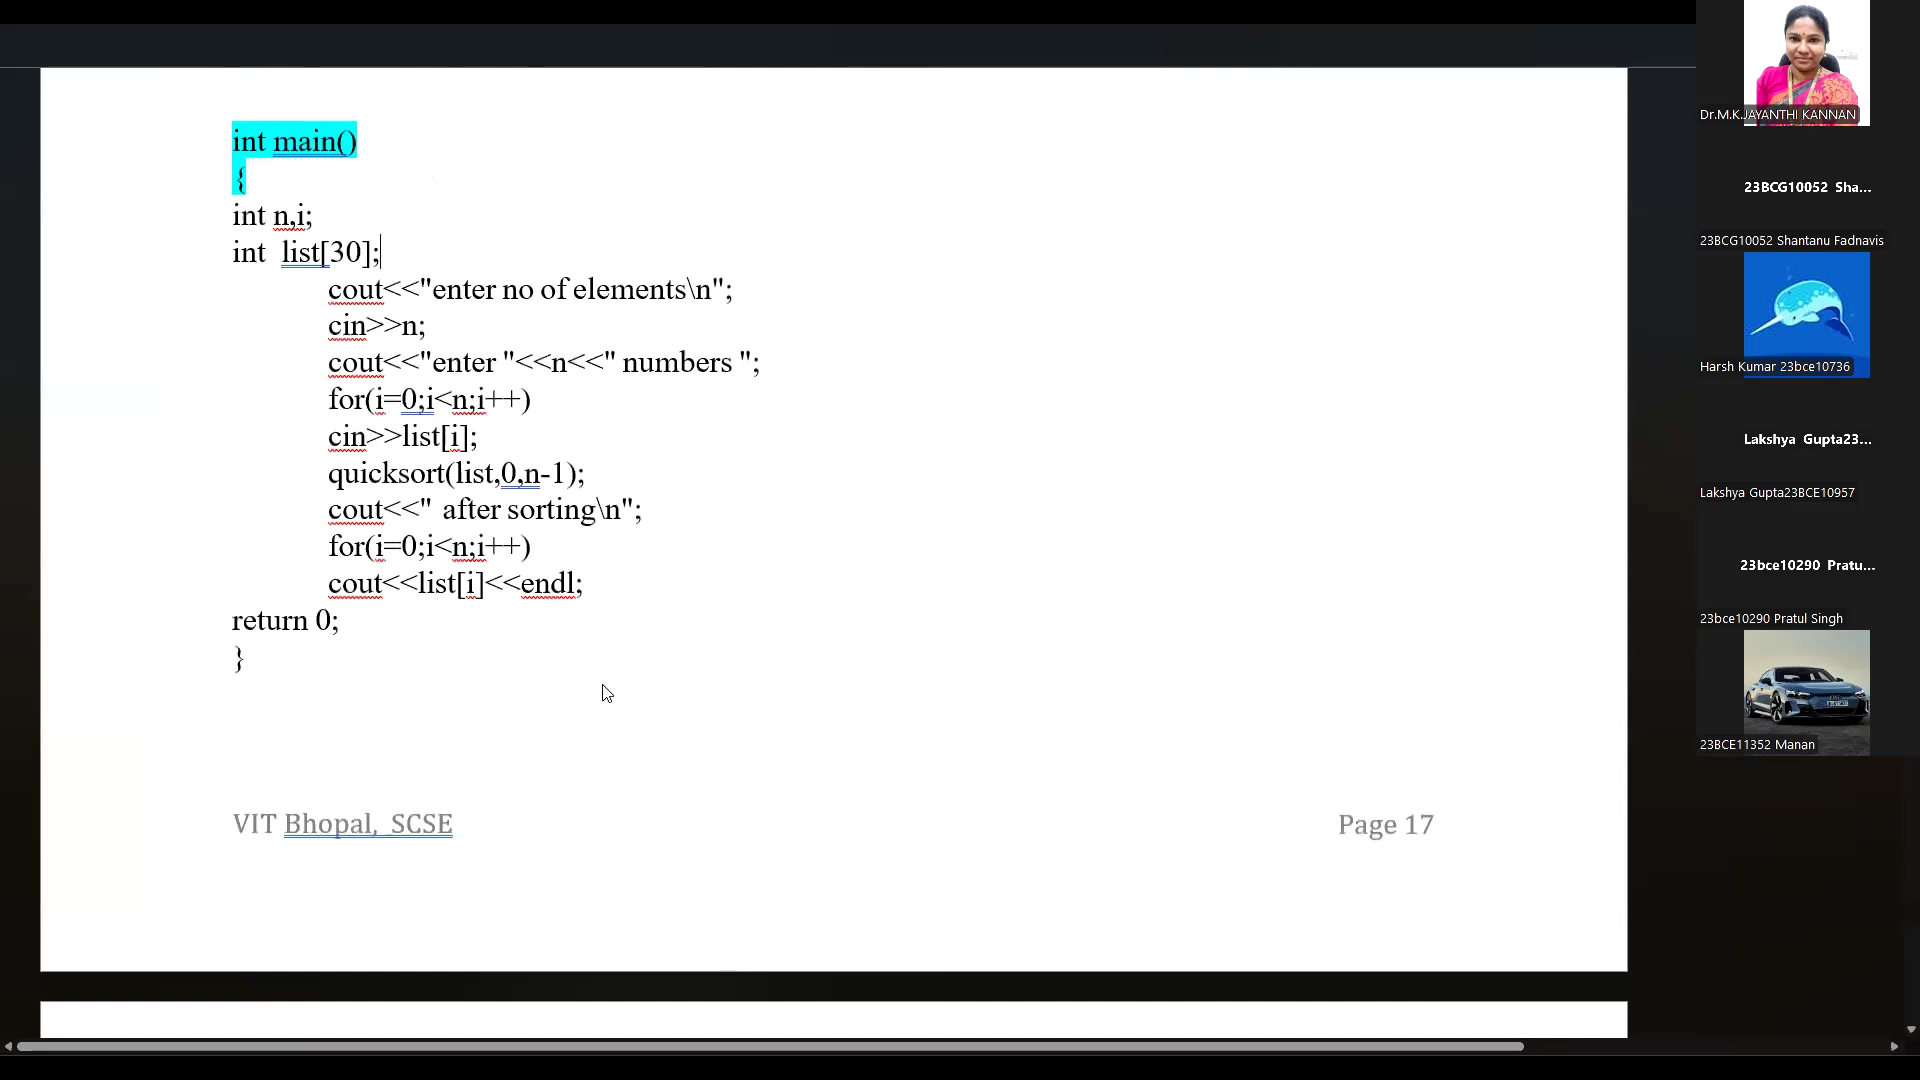 int main()
{
int n,i;
int  list[30];
cout<<"enter no of elements\n";
cin>>n;
cout<<"enter "<<n<<" numbers ";
for(i=0;i<n;i++)
cin>>list[i];
quicksort(list,0,n-1);
cout<<"  after sorting\n";
for(i=0;i<n;i++)
cout<<list[i]<<endl;
return 0;
}
VIT Bhopal,  SCSE
Page 17
Dr.M.K.JAYANTHI KANNAN
23BCG10052 Sha...
23BCG10052 Shantanu Fadnavis
Harsh Kumar 23bce10736
Lakshya Gupta23...
Lakshya Gupta23BCE10957
23bce10290 Pratu...
23bce10290 Pratul Singh
23BCE11352 Manan